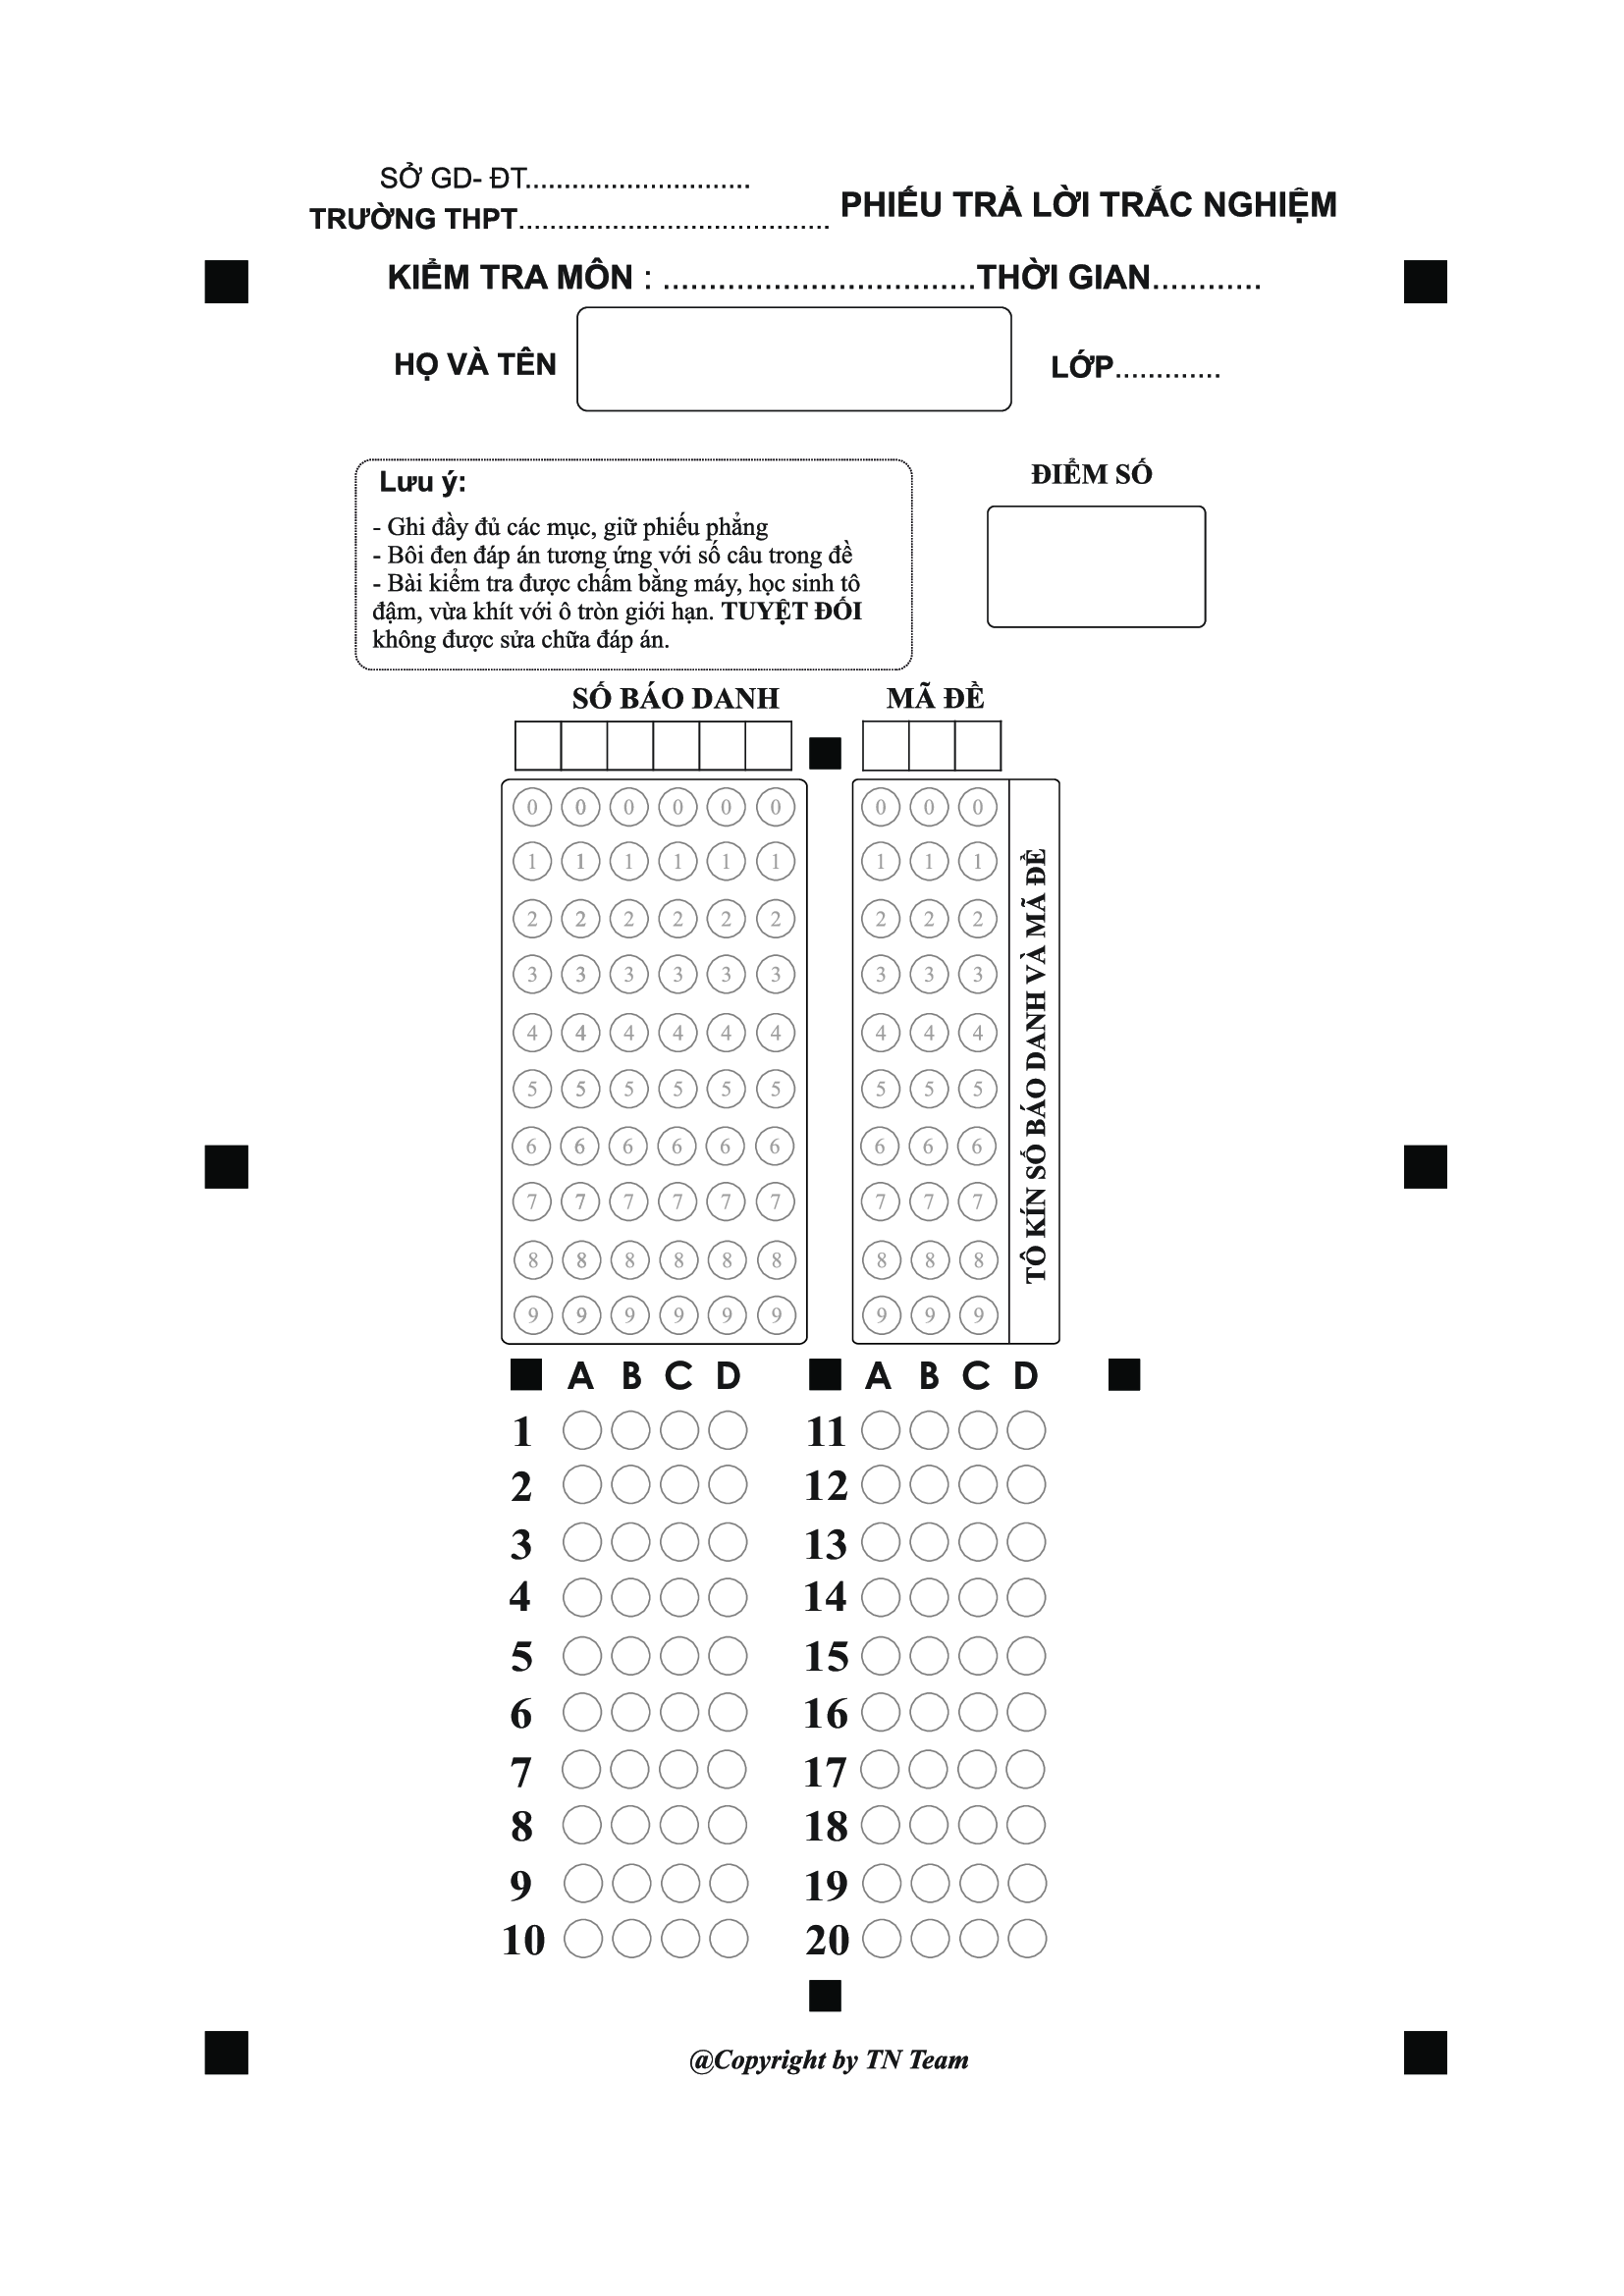 SỞ GD- ĐT.............................
TRƯỜNG THPT........................................
PHIẾU TRẢ LỜI TRẮC NGHIỆM
KIỂM TRA MÔN : .................................THỜI GIAN............
HỌ VÀ TÊN
LỚP.............
Lưu ý:
- Ghi đầy đủ các mục, giữ phiếu phẳng
- Bôi đen đáp án tương ứng với số câu trong đề
- Bài kiểm tra được chấm bằng máy, học sinh tô
đậm, vừa khít với ô tròn giới hạn. TUYỆT ĐỐI
không được sửa chữa đáp án.
ĐIỂM SỐ
SỐ BÁO DANH
MÃ ĐỀ
0 0 0 0 0 0 0 0 0
1 1 1 1 1 1 1 1 1
2 2 2 2 2 2 2 2 2
3 3 3 3 3 3 3 3 3
4 4 4 4 4 4 4 4 4
5 5 5 5 5 5 5 5 5
6 6 6 6 6 6 6 6 6
7 7 7 7 7 7 7 7 7
8 8 8 8 8 8 8 8 8
9 9 9 9 9 9 9 9 9
TÔ KÍN SỐ BÁO DANH VÀ MÃ ĐỀ
A B C D A B C D
1 11
2 12
3 13
4 14
5 15
6 16
7 17
8 18
9 19
10 20
@Copyright by TN Team